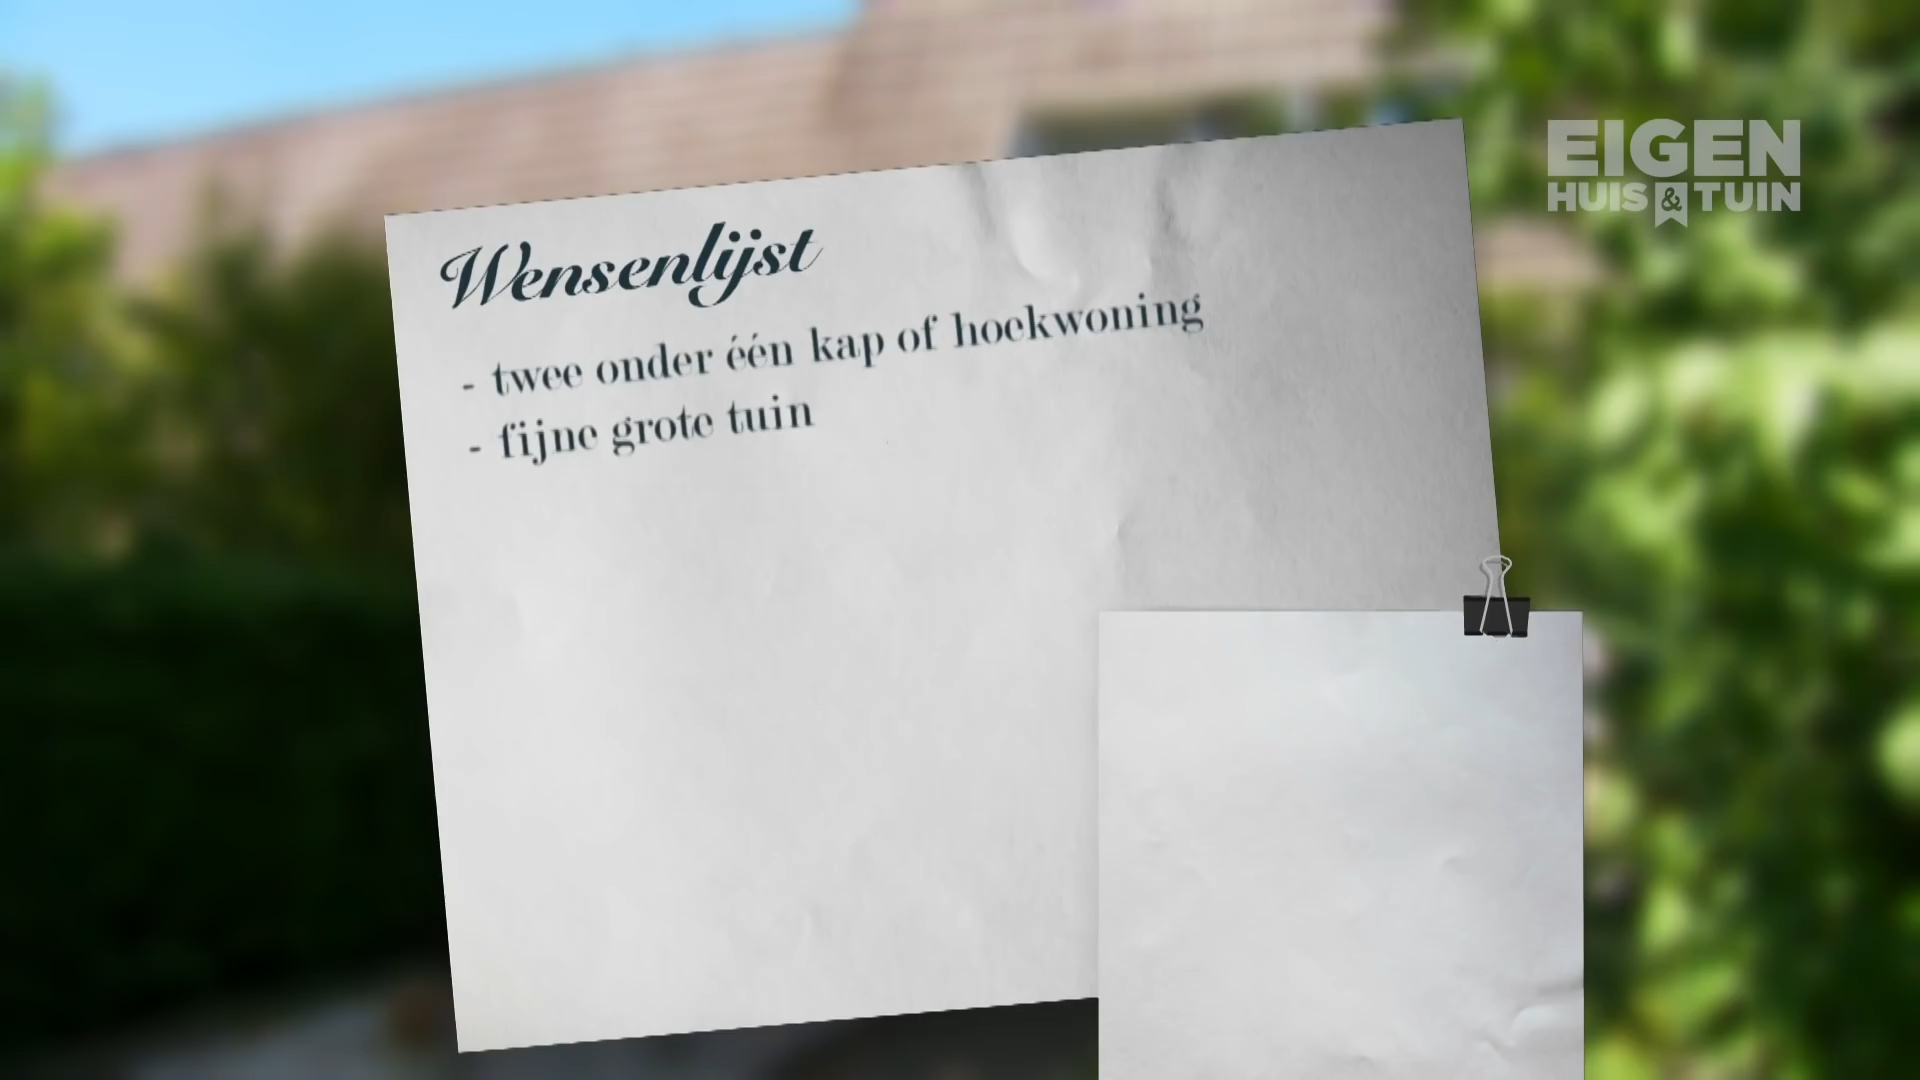 EIGEN
HUIS & TUIN
Wensenlijst
- twee onder één kap of hoekwoning
- fijne grote tuin